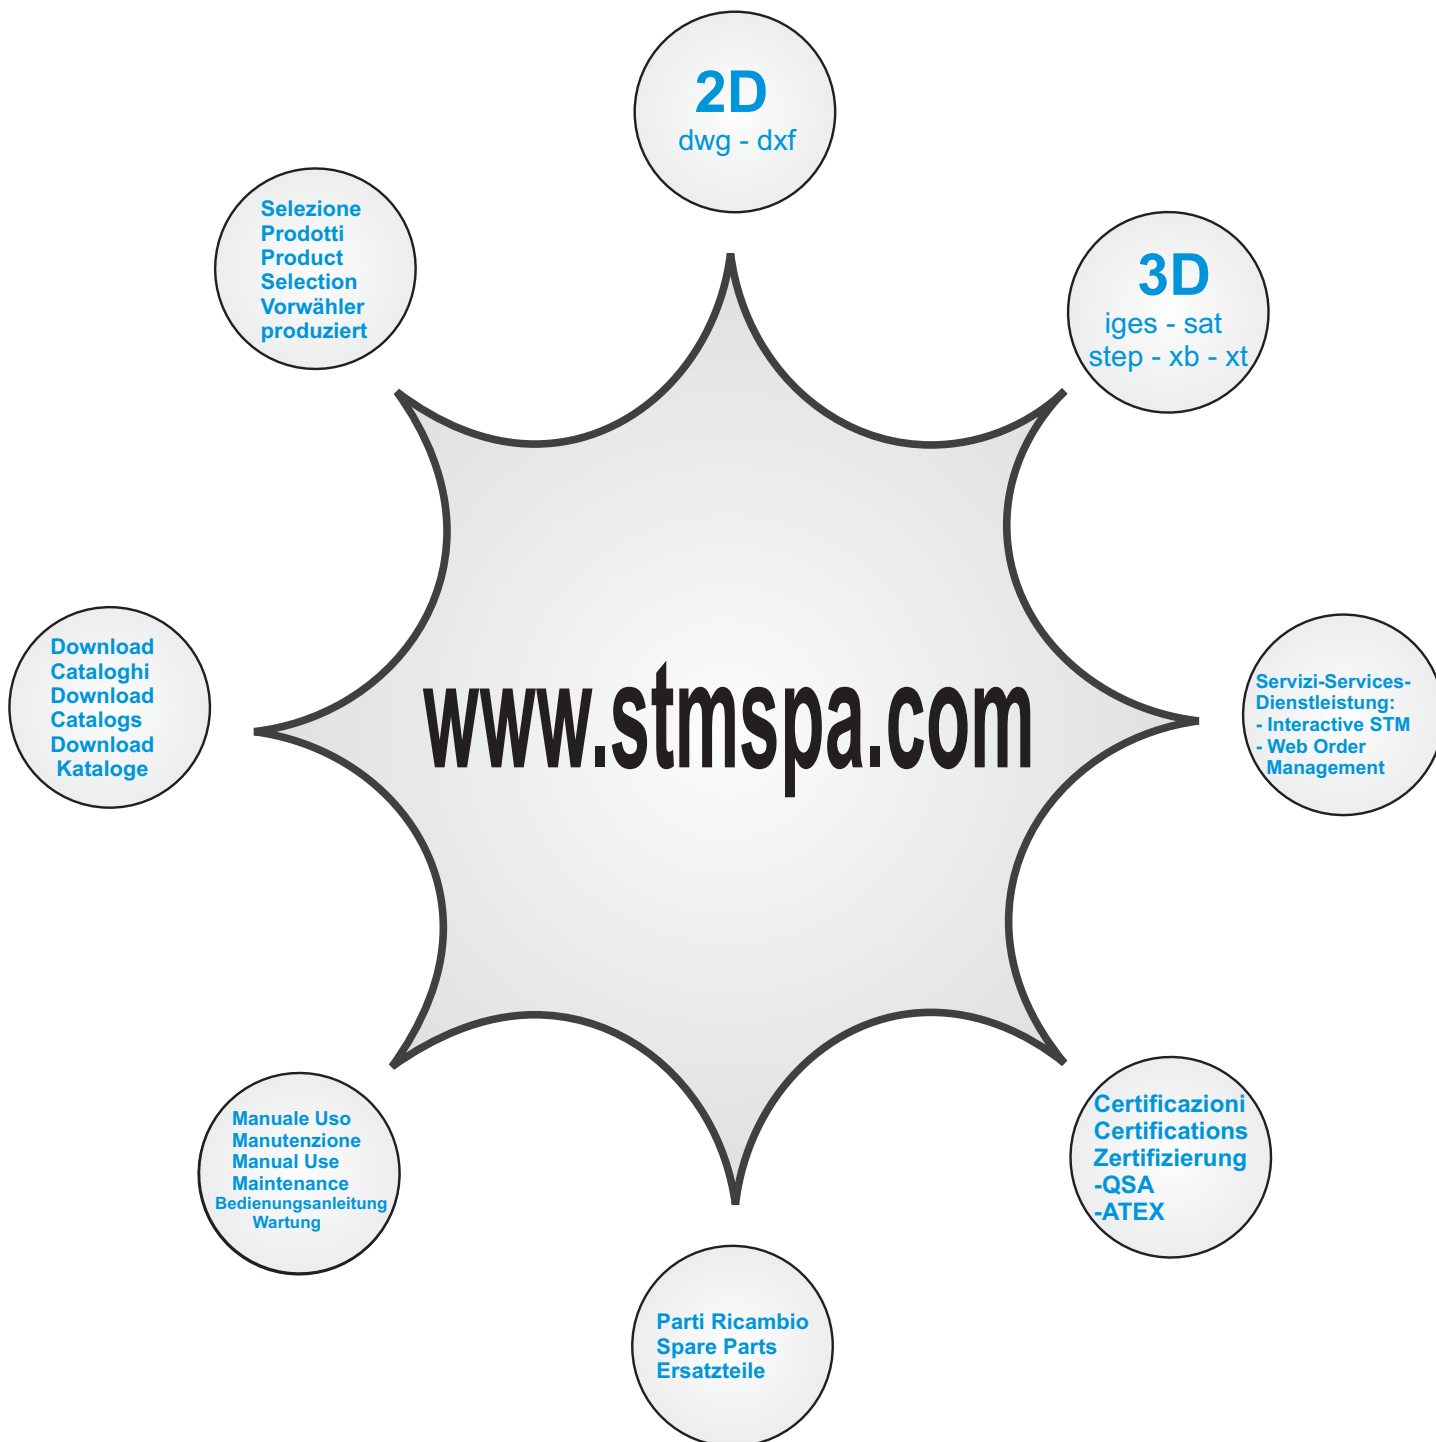 2D
dwg - dxf
Selezione
Prodotti
Product
Selection
Vorwähler
produziert
3D
iges - sat
step - xb - xt
Download
Cataloghi
Download
Catalogs
Download
Kataloge
www.stmspa.com
Servizi-Services-
Dienstleistung:
- Interactive STM
- Web Order
Management
Manuale Uso
Manutenzione
Manual Use
Maintenance
Bedienungsanleitung
Wartung
Certificazioni
Certifications
Zertifizierung
-QSA
-ATEX
Parti Ricambio
Spare Parts
Ersatzteile